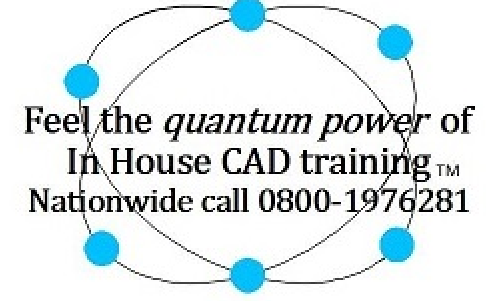 Feel the quantum power of
In House CAD training™
Nationwide call 0800-1976281